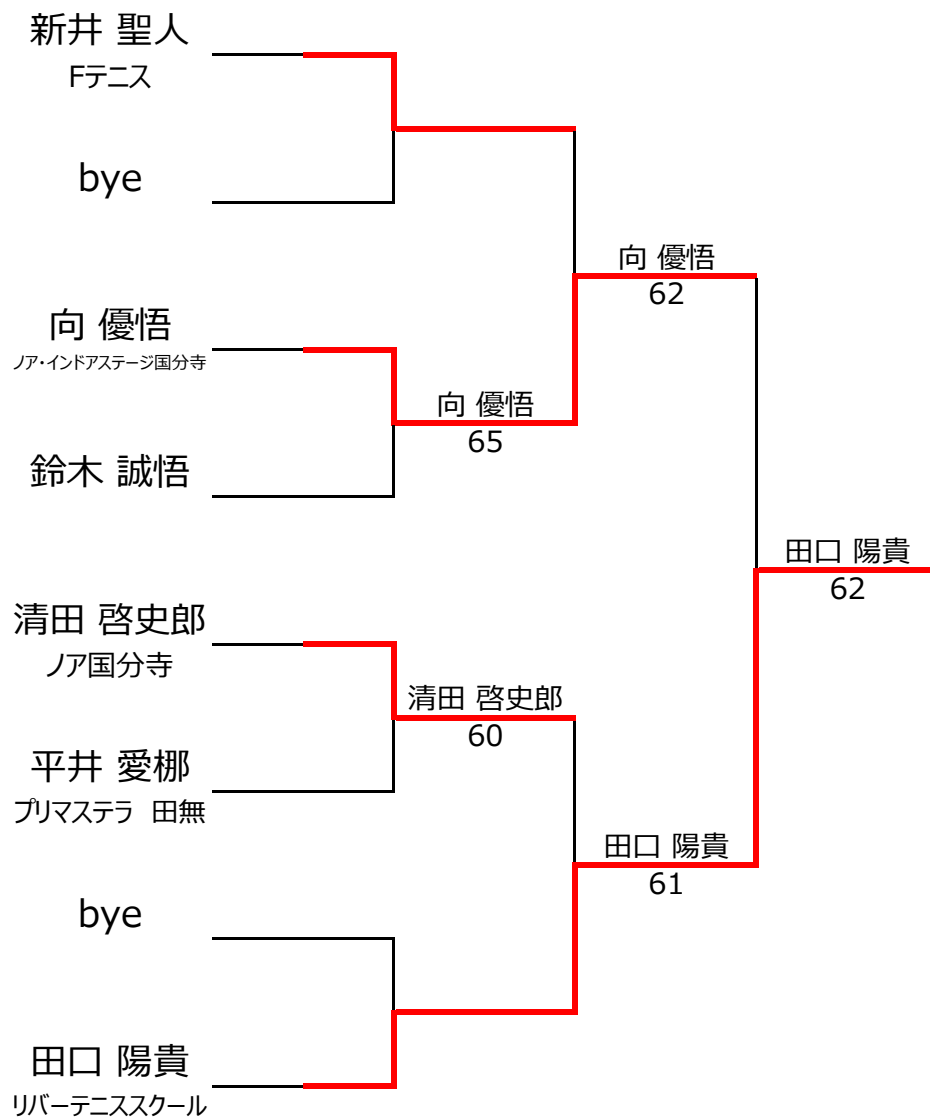 新井 聖人
Fテニス
bye
向 優悟
62
向 優悟
ノア・インドアステージ国分寺
向 優悟
65
鈴木 誠悟
田口 陽貴
62
清田 啓史郎
ノア国分寺
清田 啓史郎
60
平井 愛梛
プリマステラ　田無
田口 陽貴
61
bye
田口 陽貴
リバーテニススクール